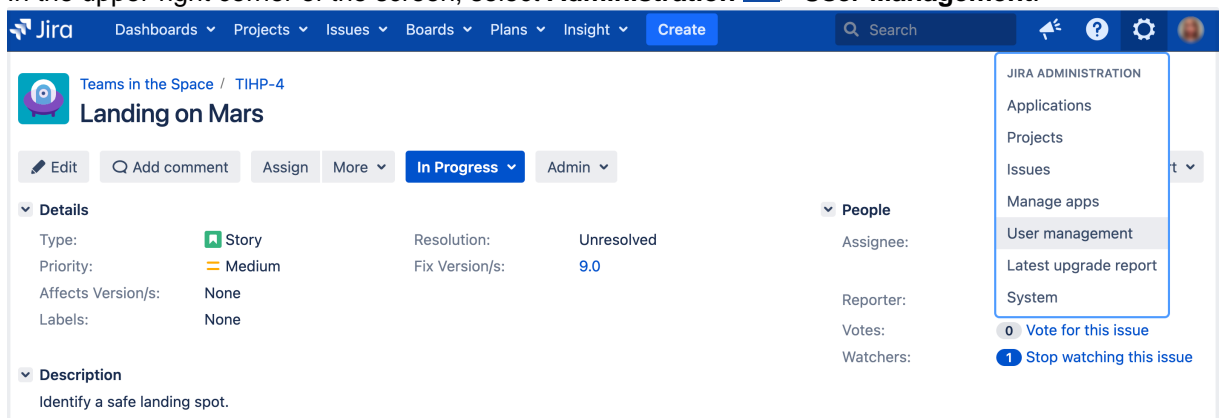 In the upper-right corner of the screen, select Administration > User management.
Jira Dashboards Projects Issues Boards Plans Insight Create Search
JIRA ADMINISTRATION
Applications
Projects
Issues
Manage apps
User management
Latest upgrade report
System
Teams in the Space / TIHP-4
Landing on Mars
Edit Add comment Assign More In Progress Admin rt
Details
Type: Story
Priority: Medium
Affects Version/s: None
Labels: None
Resolution: Unresolved
Fix Version/s: 9.0
People
Assignee:
Reporter:
Votes: 0 Vote for this issue
Watchers: 1 Stop watching this issue
Description
Identify a safe landing spot.